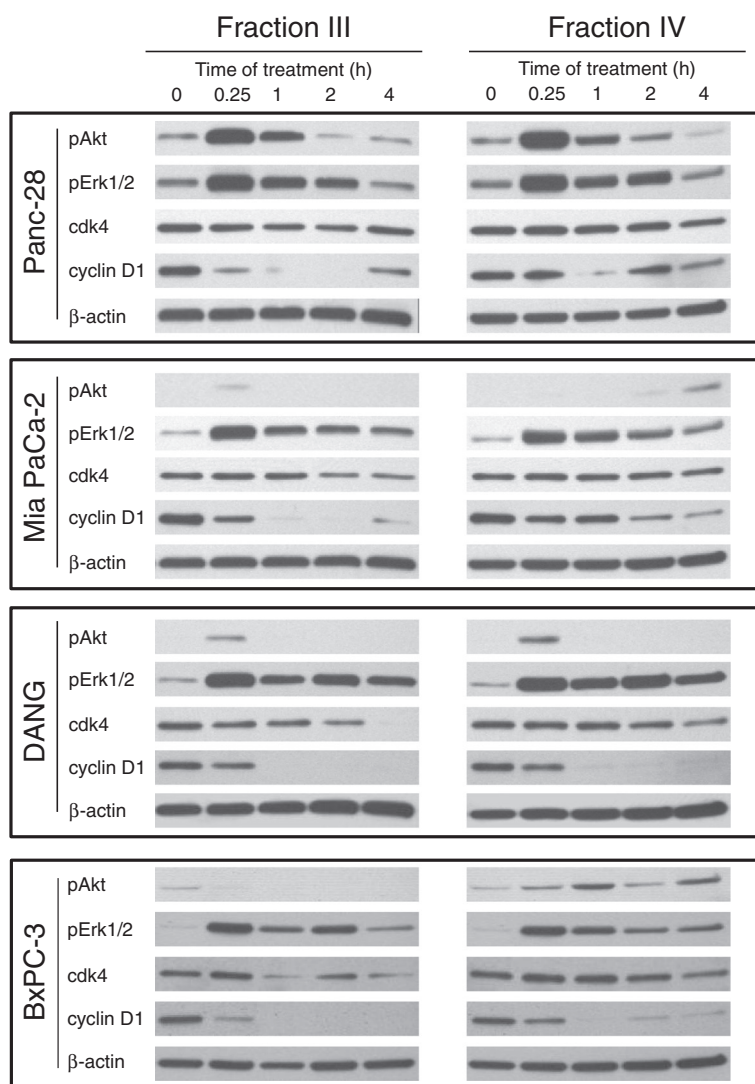 Fraction III Fraction IV
Time of treatment (h) Time of treatment (h)
0 0.25 1 2 4 0 0.25 1 2 4
Panc-28
pAkt
pErk1/2
cdk4
cyclin D1
β-actin
Mia PaCa-2
pAkt
pErk1/2
cdk4
cyclin D1
β-actin
DANG
pAkt
pErk1/2
cdk4
cyclin D1
β-actin
BxPC-3
pAkt
pErk1/2
cdk4
cyclin D1
β-actin